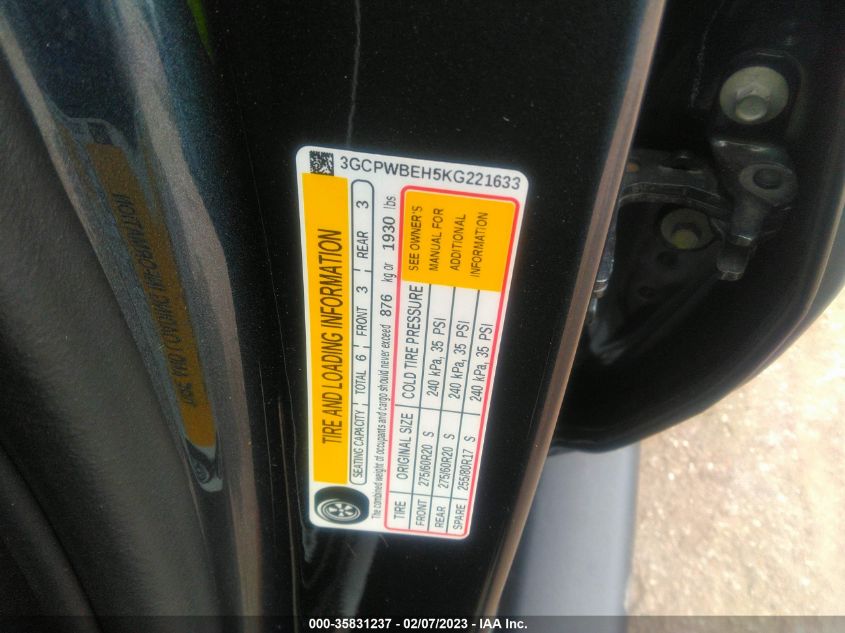 3GCPWBEH5KG221633
TIRE AND LOADING INFORMATION
SEATING CAPACITY | TOTAL 6 | FRONT 3 | REAR 3
The combined weight of occupants and cargo should never exceed 876 kg or 1930 lbs
TIRE ORIGINAL SIZE COLD TIRE PRESSURE
FRONT 275/60R20 S 240 kPa, 35 PSI
REAR 275/60R20 S 240 kPa, 35 PSI
SPARE 255/80R17 S 240 kPa, 35 PSI
SEE OWNER'S
MANUAL FOR
ADDITIONAL
INFORMATION
000-35831237 - 02/07/2023 - IAA Inc.